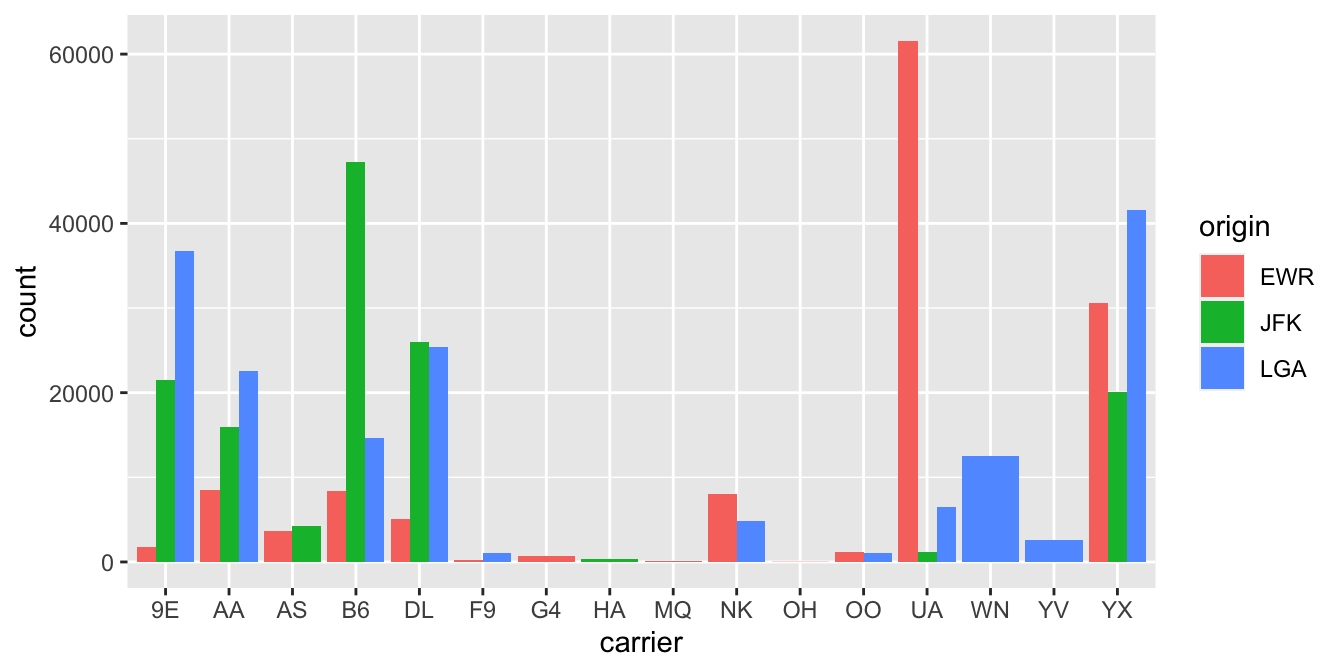 60000
40000
20000
0
count
9E AA AS B6 DL F9 G4 HA MQ NK OH OO UA WN YV YX
carrier
origin
EWR
JFK
LGA